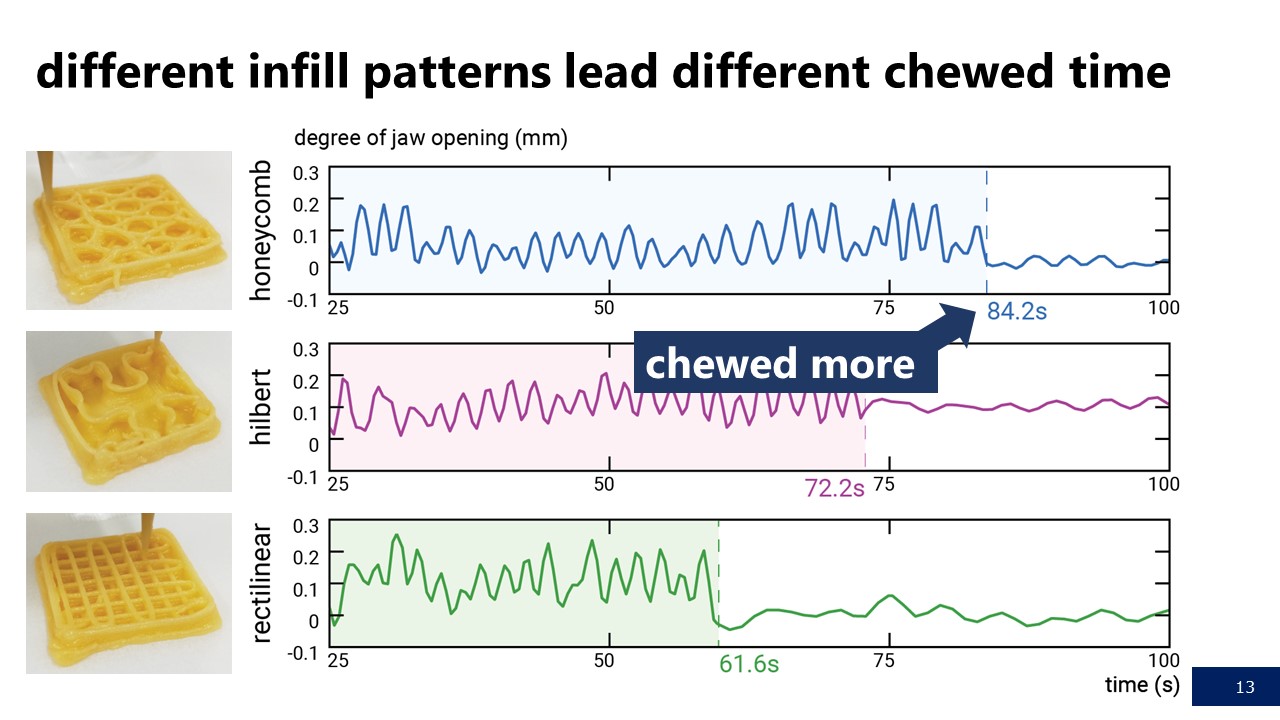 different infill patterns lead different chewed time
degree of jaw opening (mm)
honeycomb
0.3
0.2
0.1
0
-0.1
25
50
75
100
84.2s
chewed more
hilbert
0.3
0.2
0.1
0
-0.1
25
50
72.2s
75
100
rectilinear
0.3
0.2
0.1
0
-0.1
25
50
61.6s
75
100
time (s)
13